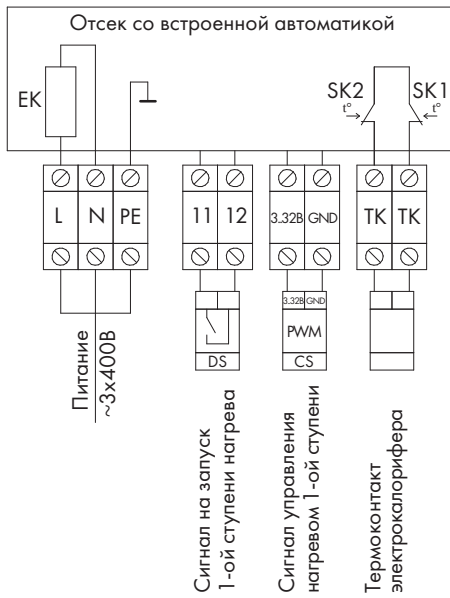 Отсек со встроенной автоматикой
EK
SK2
SK1
t°
t°
L
N
PE
11
12
3..32В
GND
TK
TK
3..32В
GND
PWM
DS
CS
Питание
~3х400В
Сигнал на запуск
1-ой ступени нагрева
Сигнал управления
нагревом 1-ой ступени
Термоконтакт
электрокалорифера